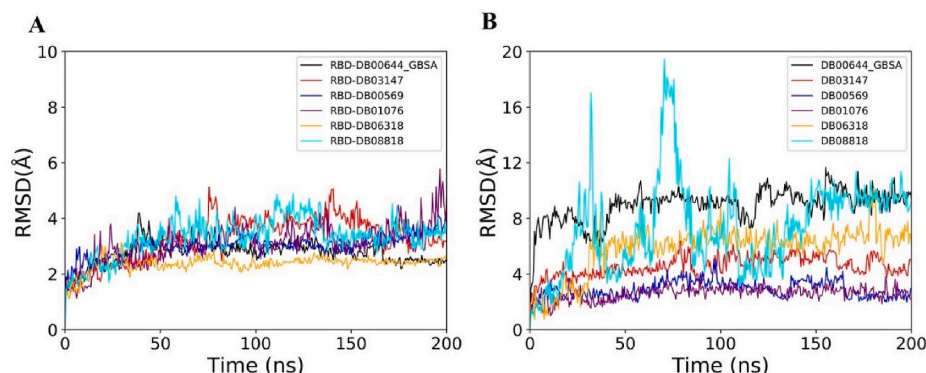 A
10
8
6
4
2
0
RMSD(Å)
0
50
100
150
200
Time (ns)
RBD-DB00644_GBSA
RBD-DB03147
RBD-DB00569
RBD-DB01076
RBD-DB06318
RBD-DB08818
B
20
16
12
8
4
0
RMSD(Å)
0
50
100
150
200
Time (ns)
DB00644_GBSA
DB03147
DB00569
DB01076
DB06318
DB08818